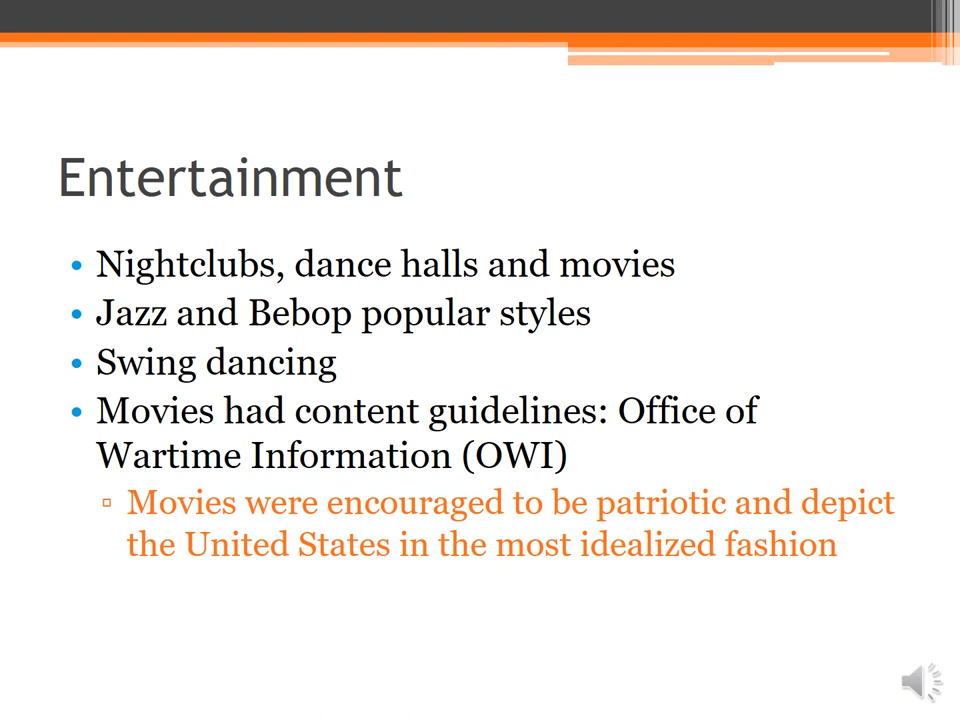 Entertainment
• Nightclubs, dance halls and movies
• Jazz and Bebop popular styles
• Swing dancing
• Movies had content guidelines: Office of
Wartime Information (OWI)
▫ Movies were encouraged to be patriotic and depict
the United States in the most idealized fashion